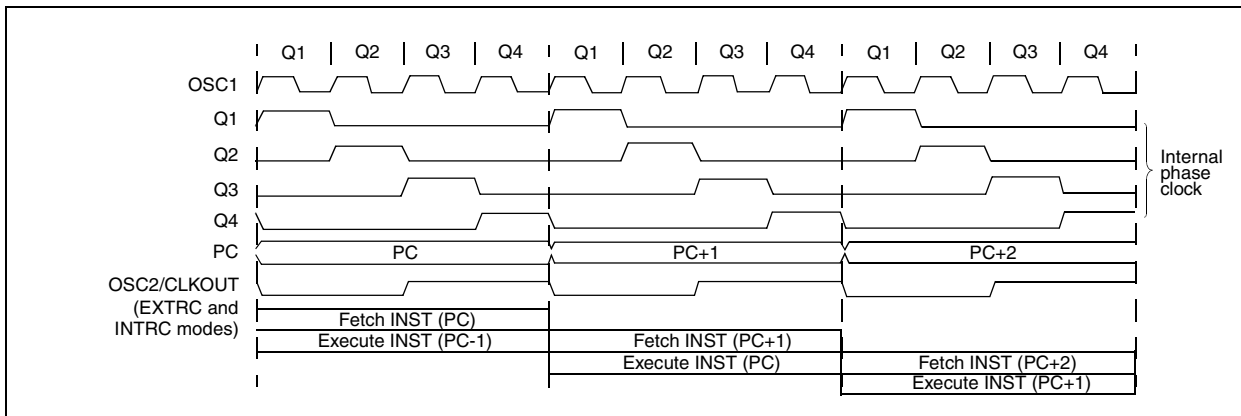 Q1 Q2 Q3 Q4 Q1 Q2 Q3 Q4 Q1 Q2 Q3 Q4
OSC1
Q1
Q2
Q3
Q4
Internal
phase
clock
PC PC PC+1 PC+2
OSC2/CLKOUT
(EXTRC and
INTRC modes)
Fetch INST (PC)
Execute INST (PC-1) Fetch INST (PC+1)
Execute INST (PC) Fetch INST (PC+2)
Execute INST (PC+1)